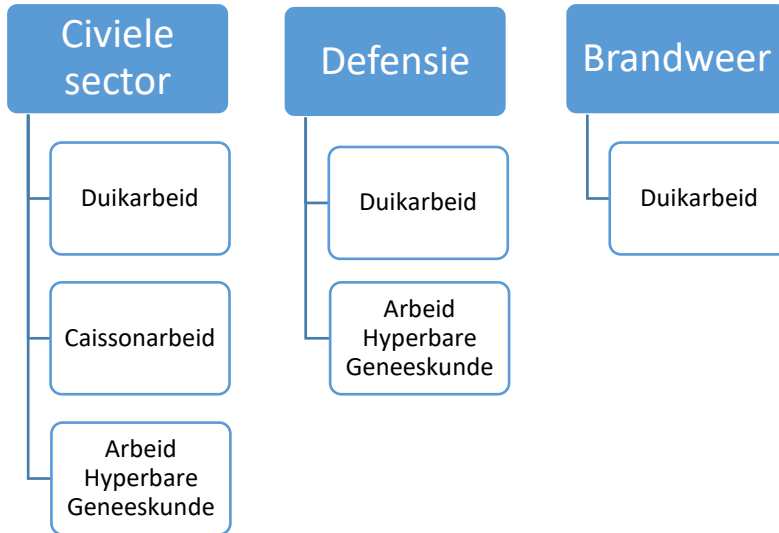 Civiele
sector
Duikarbeid
Caissonarbeid
Arbeid
Hyperbare
Geneeskunde
Defensie
Duikarbeid
Arbeid
Hyperbare
Geneeskunde
Brandweer
Duikarbeid